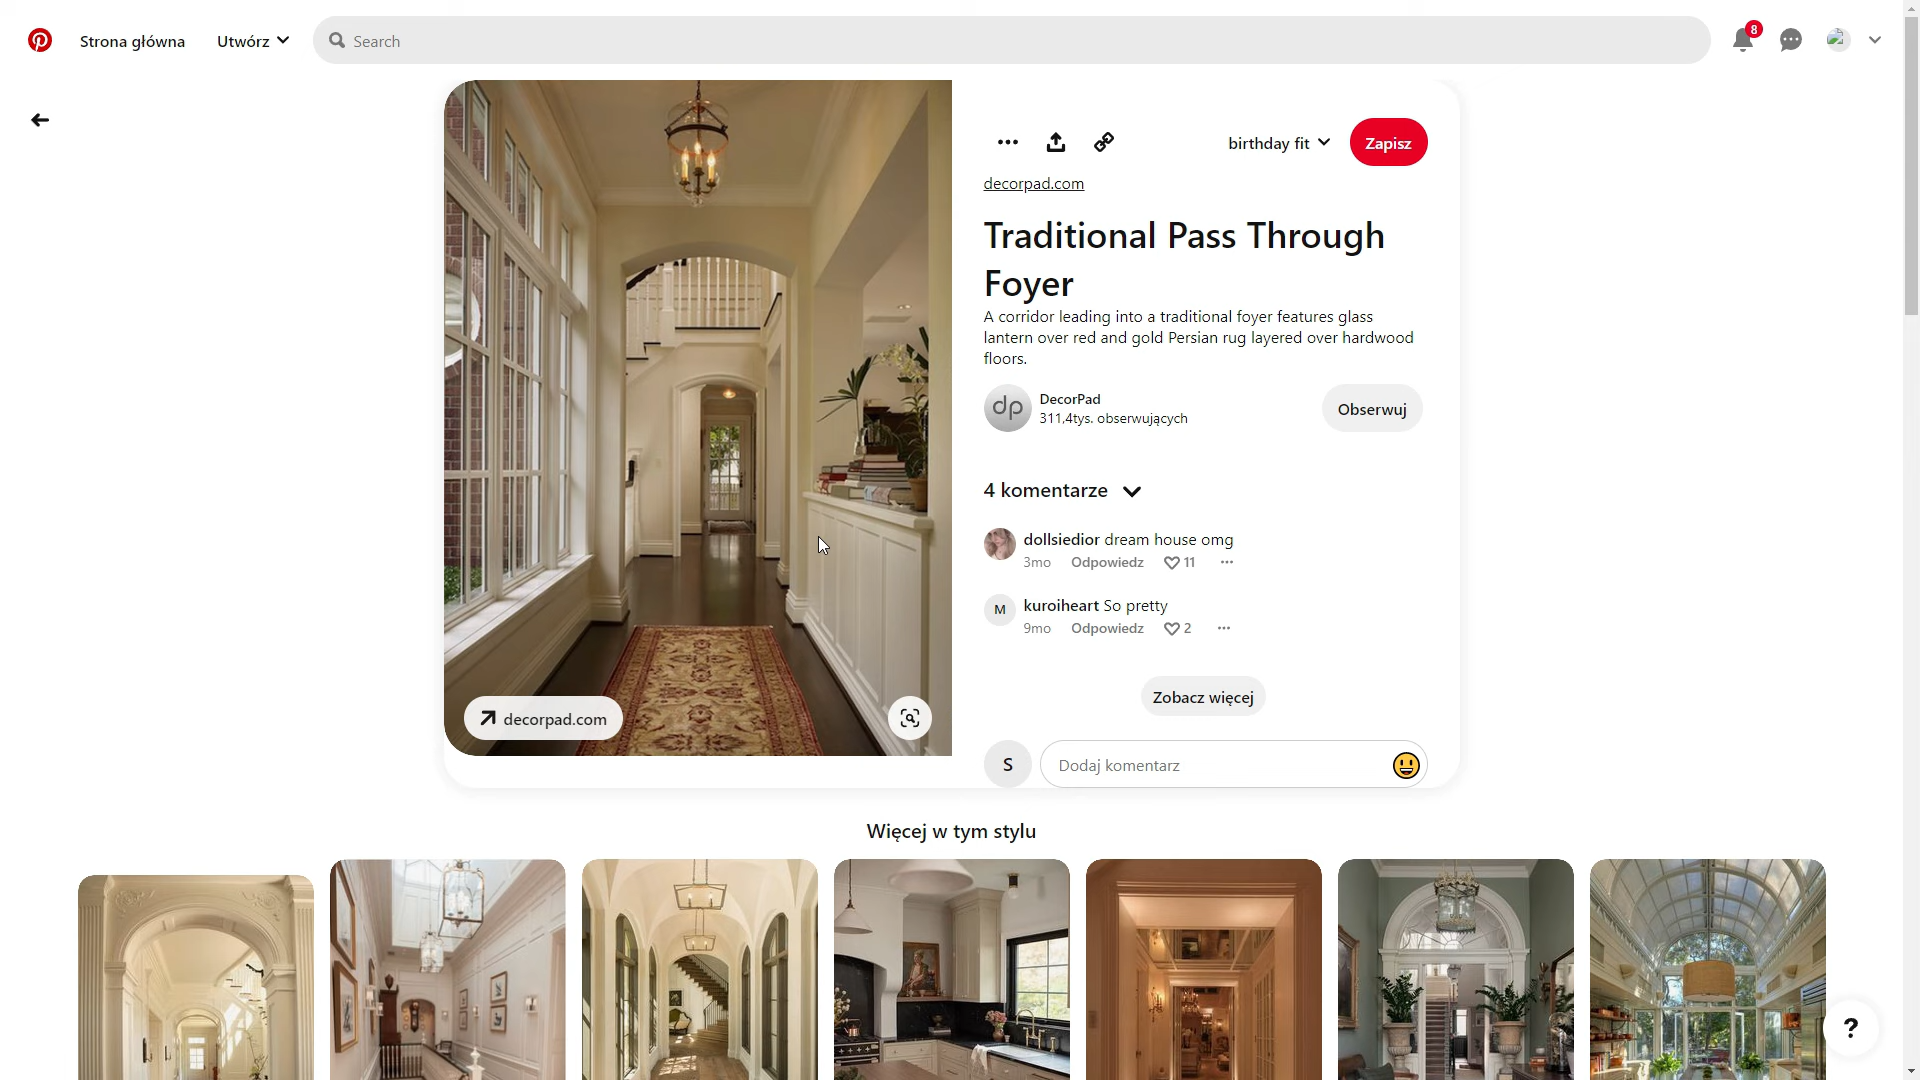 Strona główna
Utwórz
Search
8
birthday fit
Zapisz
decorpad.com
Traditional Pass Through
Foyer
A corridor leading into a traditional foyer features glass
lantern over red and gold Persian rug layered over hardwood
floors.
dp
DecorPad
311,4tys. obserwujących
Obserwuj
4 komentarze
dollsiedior dream house omg
3mo Odpowiedz 11
M
kuroiheart So pretty
9mo Odpowiedz 2
Zobacz więcej
decorpad.com
S
Dodaj komentarz
Więcej w tym stylu
?